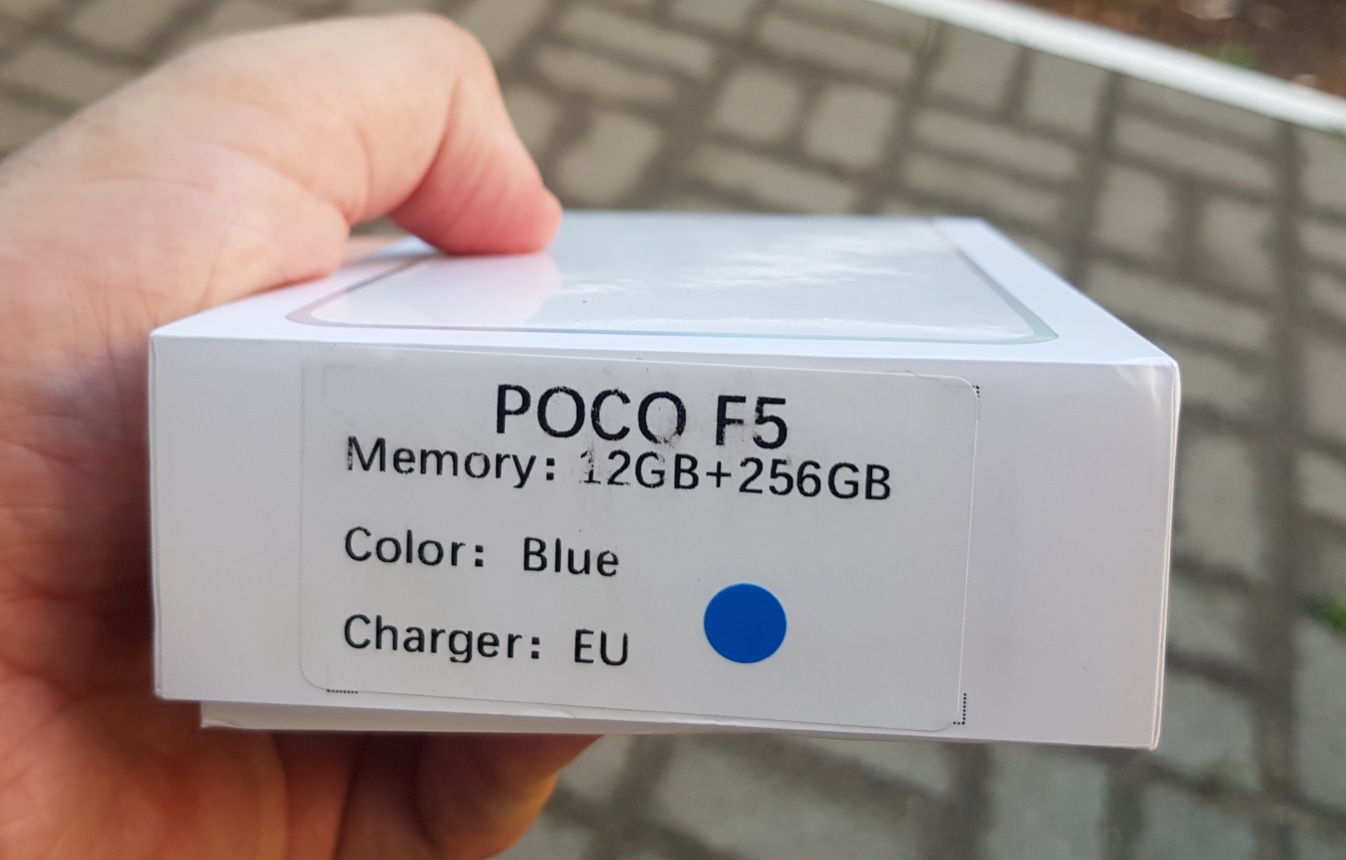 POCO F5
Memory: 12GB+256GB
Color: Blue
Charger: EU